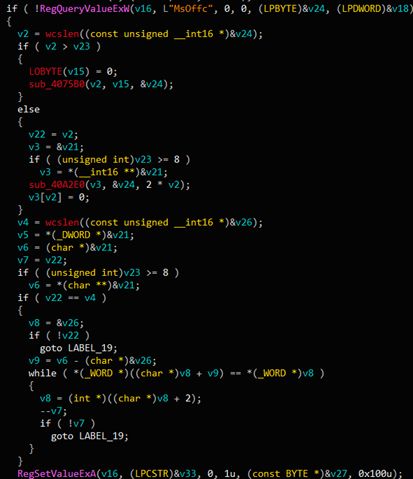 if ( !RegQueryValueExW(v16, L"MsOffc", 0, 0, (LPBYTE)&v24, (LPDWORD)&v18) )
{
v2 = wcslen((const unsigned __int16 *)&v24);
if ( v2 > v23 )
{
LOBYTE(v15) = 0;
sub_4075B0(v2, v15, &v24);
}
else
{
v22 = v2;
v3 = &v21;
if ( (unsigned int)v23 >= 8 )
v3 = *(__int16 **)&v21;
sub_40A2E0(v3, &v24, 2 * v2);
v3[v2] = 0;
}
v4 = wcslen((const unsigned __int16 *)&v26);
v5 = *(_DWORD *)&v21;
v6 = (char *)&v21;
v7 = v22;
if ( (unsigned int)v23 >= 8 )
v6 = *(char **)&v21;
if ( v22 == v4 )
{
v8 = &v26;
if ( !v22 )
goto LABEL_19;
v9 = v6 - (char *)&v26;
while ( *(_WORD *)((char *)v8 + v9) == *(_WORD *)v8 )
{
v8 = (int *)((char *)v8 + 2);
--v7;
if ( !v7 )
goto LABEL_19;
}
}
RegSetValueExA(v16, (LPCSTR)&v33, 0, 1u, (const BYTE *)&v27, 0x100u);